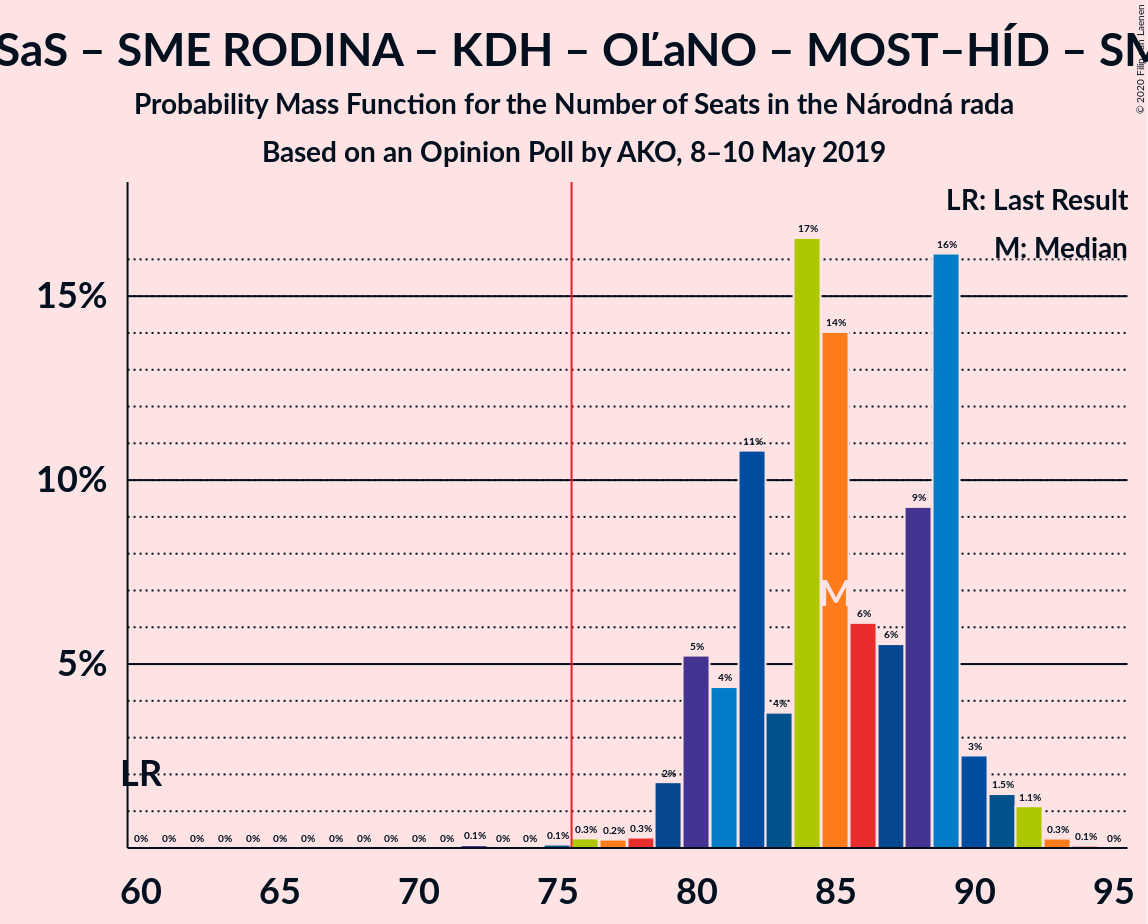 SaS – SME RODINA – KDH – OĽaNO – MOST–HÍD –
Probability Mass Function for the Number of Seats in the Národná rada
Based on an Opinion Poll by AKO, 8–10 May 2019
© 2020 Filip van Laenen
LR: Last Result
M: Median
15%
10%
5%
17%
16%
14%
11%
9%
M
6%
6%
5%
4%
4%
3%
LR
2%
1.5%
1.1%
0% 0% 0% 0% 0% 0% 0% 0% 0% 0% 0% 0% 0.1% 0% 0% 0.1% 0.3% 0.2% 0.3% 0.3% 0.1% 0%
60 65 70 75 80 85 90 95